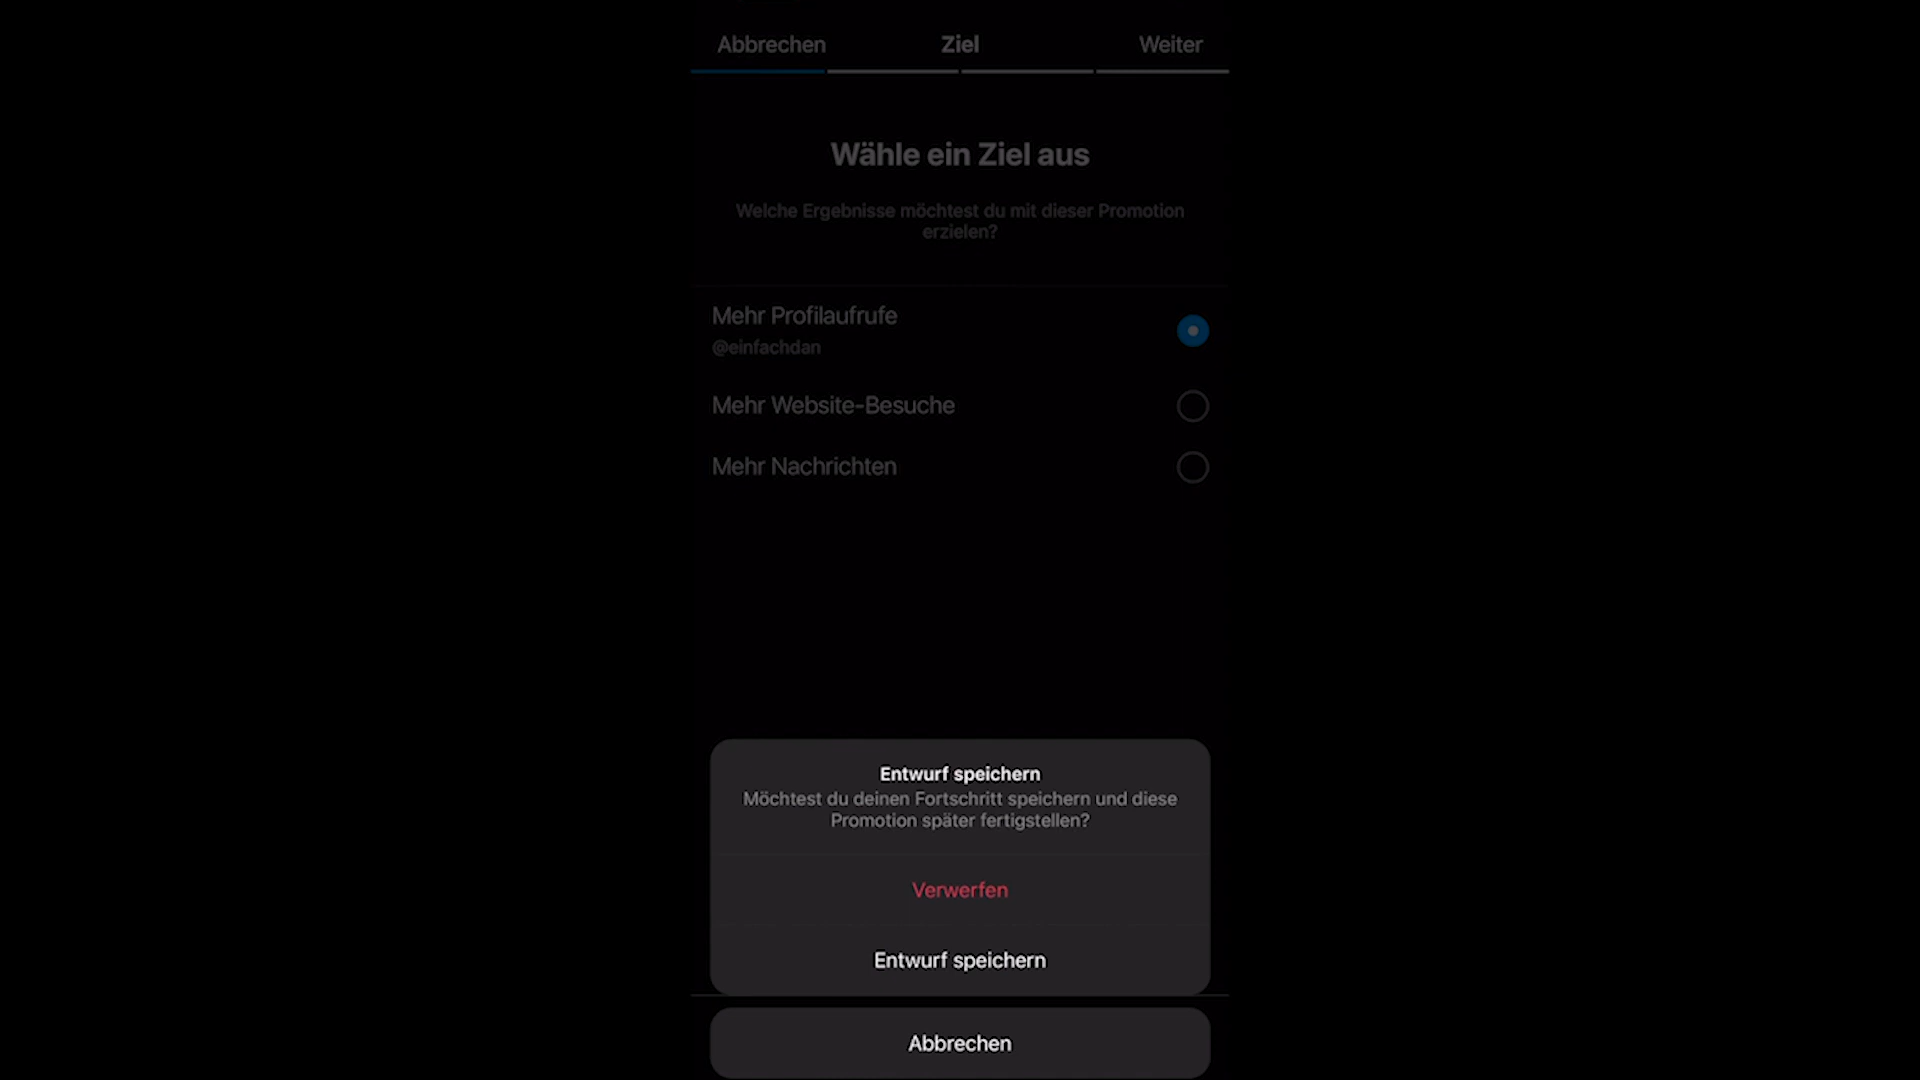 Abbrechen Ziel Weiter
Wähle ein Ziel aus
Welche Ergebnisse möchtest du mit dieser Promotion
erzielen?
Mehr Profilaufrufe
@einfachdan
Mehr Website-Besuche
Mehr Nachrichten
Entwurf speichern
Möchtest du deinen Fortschritt speichern und diese
Promotion später fertigstellen?
Verwerfen
Entwurf speichern
Abbrechen